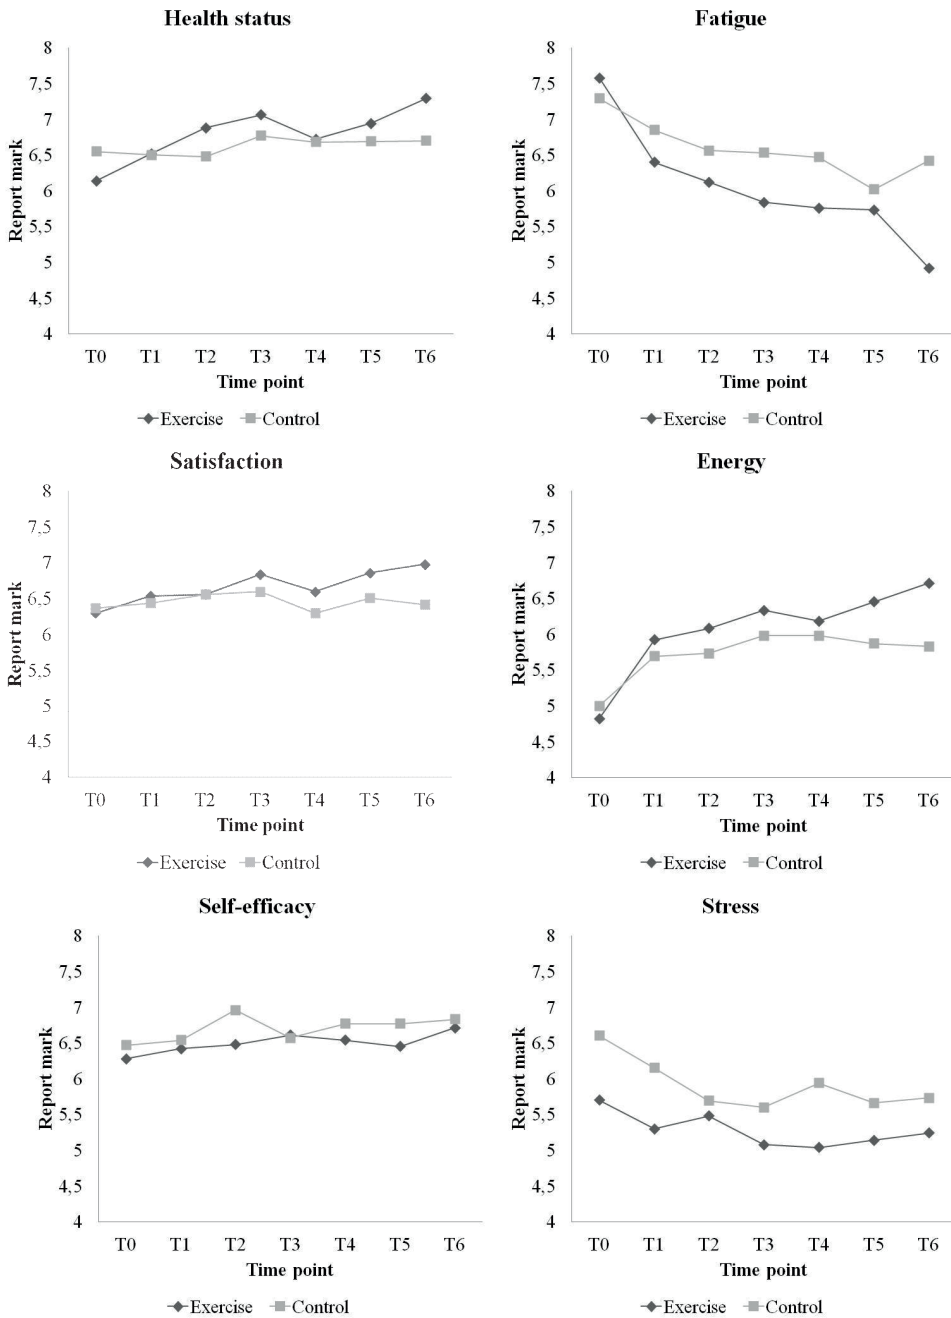 Health status
8
7,5
7
6,5
6
5,5
5
4,5
4
Report mark
T0 T1 T2 T3 T4 T5 T6
Time point
Exercise Control
Fatigue
8
7,5
7
6,5
6
5,5
5
4,5
4
Report mark
T0 T1 T2 T3 T4 T5 T6
Time point
Exercise Control
Satisfaction
8
7,5
7
6,5
6
5,5
5
4,5
4
Report mark
T0 T1 T2 T3 T4 T5 T6
Time point
Exercise Control
Energy
8
7,5
7
6,5
6
5,5
5
4,5
4
Report mark
T0 T1 T2 T3 T4 T5 T6
Time point
Exercise Control
Self-efficacy
8
7,5
7
6,5
6
5,5
5
4,5
4
Report mark
T0 T1 T2 T3 T4 T5 T6
Time point
Exercise Control
Stress
8
7,5
7
6,5
6
5,5
5
4,5
4
Report mark
T0 T1 T2 T3 T4 T5 T6
Time point
Exercise Control